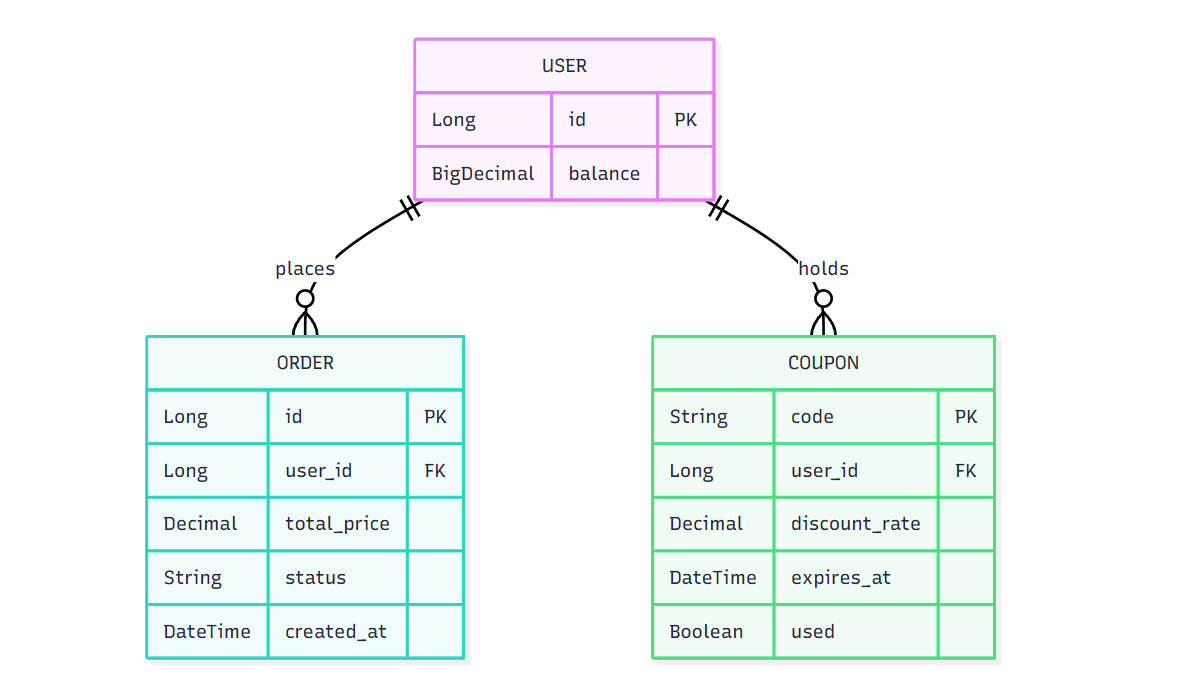 USER
Long id PK
BigDecimal balance
places
holds
ORDER
Long id PK
Long user_id FK
Decimal total_price
String status
DateTime created_at
COUPON
String code PK
Long user_id FK
Decimal discount_rate
DateTime expires_at
Boolean used